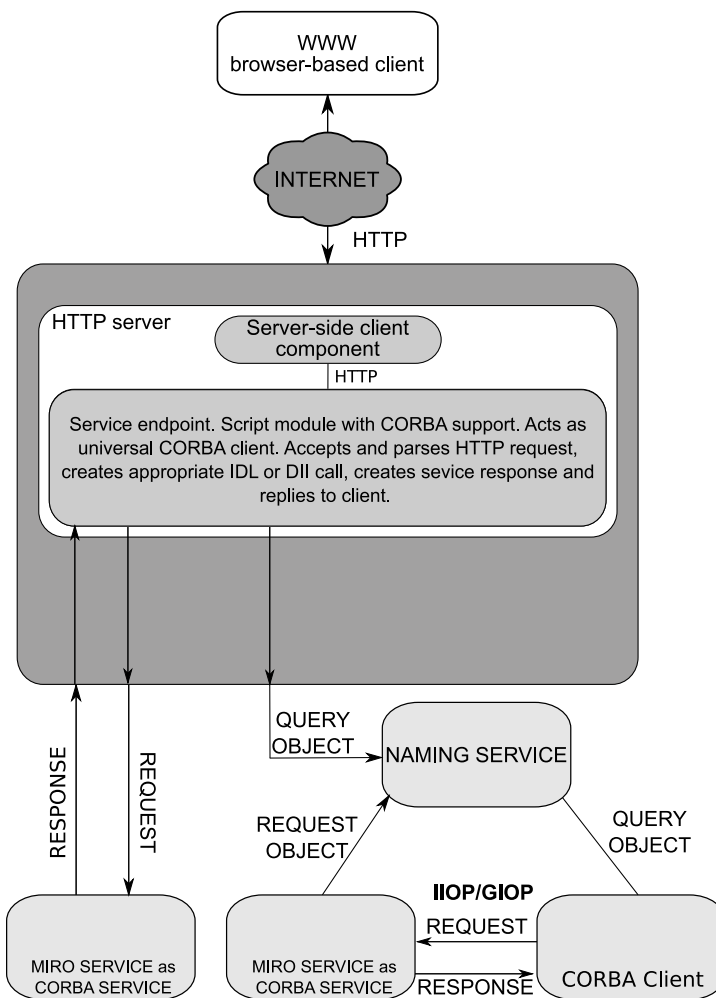 WWW
browser-based client
INTERNET
HTTP
HTTP server
Server-side client
component
HTTP
Service endpoint. Script module with CORBA support. Acts as
universal CORBA client. Accepts and parses HTTP request,
creates appropriate IDL or DII call, creates sevice response and
replies to client.
RESPONSE
REQUEST
QUERY
OBJECT
NAMING SERVICE
REQUEST
OBJECT
QUERY
OBJECT
IIOP/GIOP
REQUEST
RESPONSE
MIRO SERVICE as
CORBA SERVICE
MIRO SERVICE as
CORBA SERVICE
CORBA Client